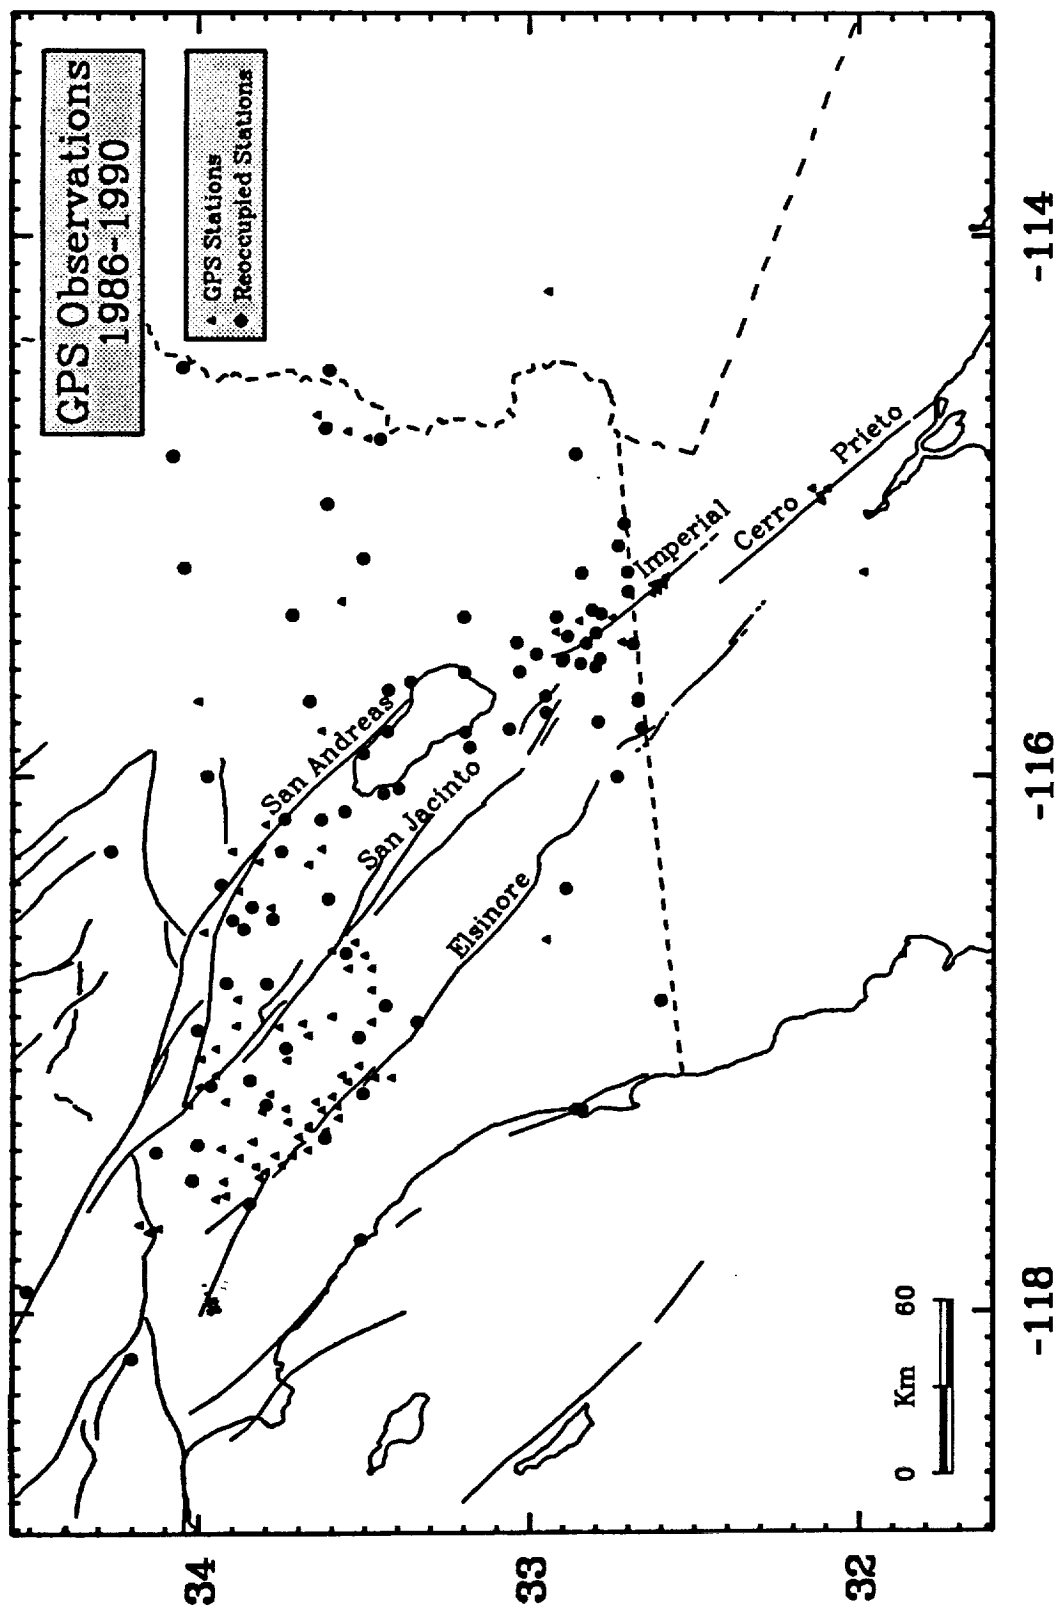 GPS Observations
1986-1990
GPS Stations
Reoccupied Stations
San Andreas
San Jacinto
Elsinore
Imperial
Cerro Prieto
0 Km 60
34
33
32
-118
-116
-114